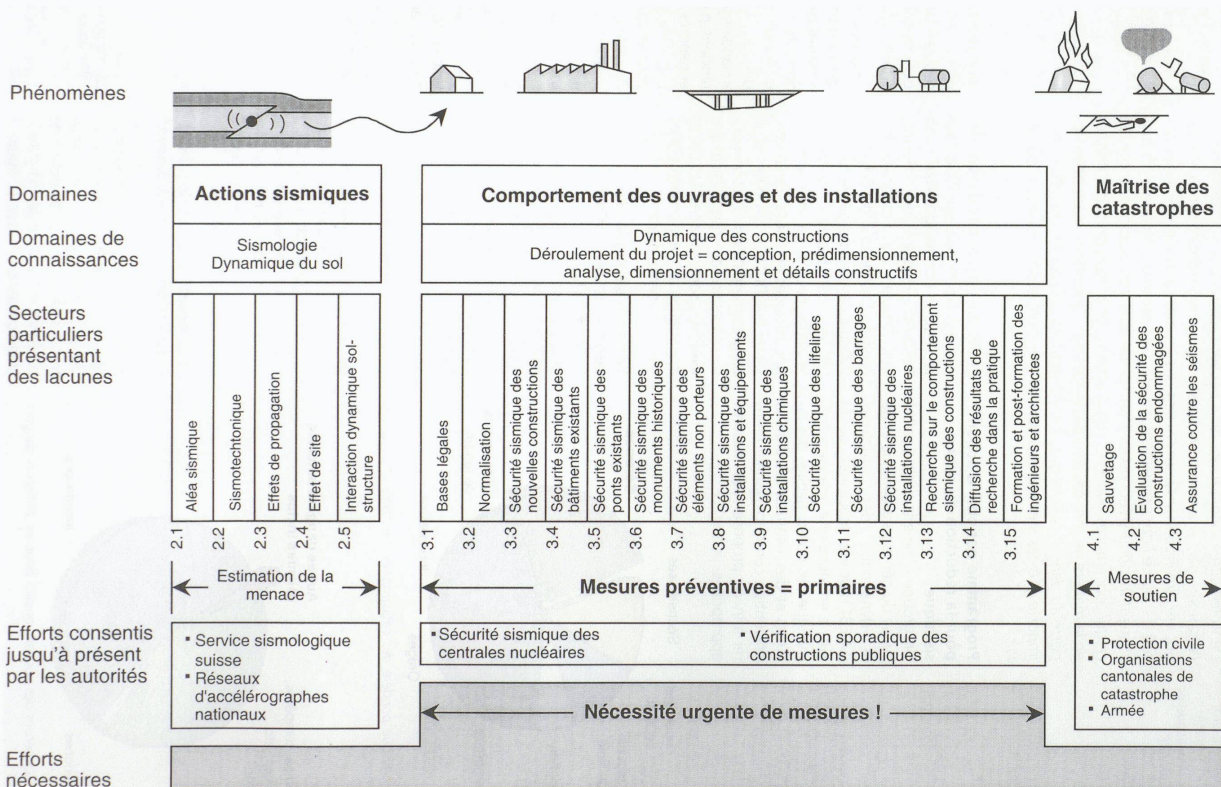 Phénomènes
Domaines
Actions sismiques
Comportement des ouvrages et des installations
Maîtrise des
catastrophes
Domaines de
connaissances
Sismologie
Dynamique du sol
Dynamique des constructions
Déroulement du projet = conception, prédimensionnement,
analyse, dimensionnement et détails constructifs
Secteurs
particuliers
présentant
des lacunes
2.1 Aléa sismique
2.2 Sismotechtonique
2.3 Effets de propagation
2.4 Effet de site
2.5 Interaction dynamique sol-
structure
3.1 Bases légales
3.2 Normalisation
3.3 Sécurité sismique des
nouvelles constructions
3.4 Sécurité sismique des
bâtiments existants
3.5 Sécurité sismique des
ponts existants
3.6 Sécurité sismique des
monuments historiques
3.7 Sécurité sismique des
éléments non porteurs
3.8 Sécurité sismique des
installations et équipements
3.9 Sécurité sismique des
installations chimiques
3.10 Sécurité sismique des lifelines
3.11 Sécurité sismique des barrages
3.12 Sécurité sismique des
installations nucléaires
3.13 Recherche sur le comportement
sismique des constructions
3.14 Diffusion des résultats de
recherche dans la pratique
3.15 Formation et post-formation des
ingénieurs et architectes
4.1 Sauvetage
4.2 Evaluation de la sécurité des
constructions endommagées
4.3 Assurance contre les séismes
Estimation de la
menace
Mesures préventives = primaires
Mesures de
soutien
Efforts consentis
jusqu'à présent
par les autorités
▪ Service sismologique
suisse
▪ Réseaux
d'accélérographes
nationaux
▪ Sécurité sismique des
centrales nucléaires
▪ Vérification sporadique des
constructions publiques
▪ Protection civile
▪ Organisations
cantonales de
catastrophe
▪ Armée
Nécessité urgente de mesures !
Efforts
nécessaires